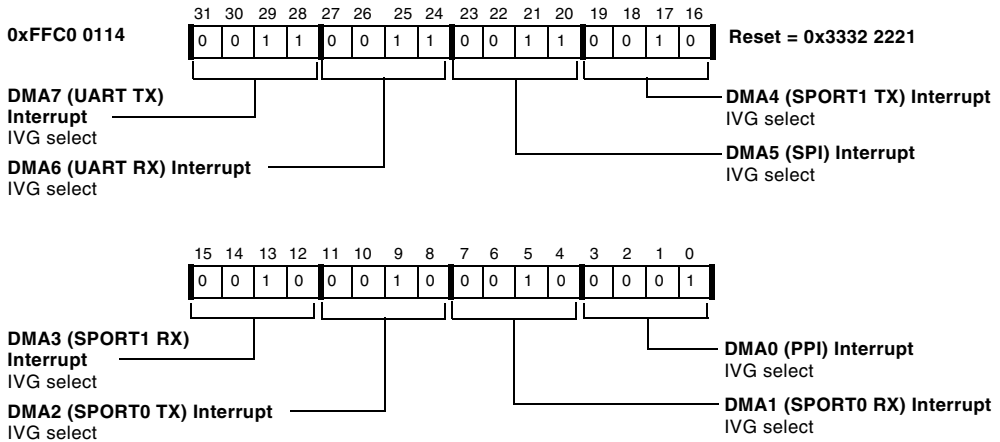 31 30 29 28 27 26 25 24 23 22 21 20 19 18 17 16
0xFFC0 0114
0 0 1 1 0 0 1 1 0 0 1 1 0 0 1 0
Reset = 0x3332 2221
DMA7 (UART TX)
Interrupt
IVG select
DMA6 (UART RX) Interrupt
IVG select
DMA4 (SPORT1 TX) Interrupt
IVG select
DMA5 (SPI) Interrupt
IVG select
15 14 13 12 11 10 9 8 7 6 5 4 3 2 1 0
0 0 1 0 0 0 1 0 0 0 1 0 0 0 0 1
DMA3 (SPORT1 RX)
Interrupt
IVG select
DMA2 (SPORT0 TX) Interrupt
IVG select
DMA0 (PPI) Interrupt
IVG select
DMA1 (SPORT0 RX) Interrupt
IVG select